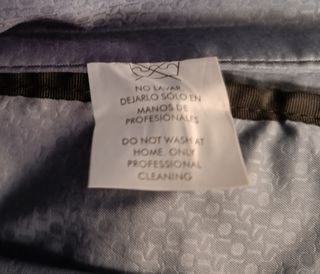 NO LAVAR
DEJARLO SOLO EN
MANOS DE
PROFESIONALES
DO NOT WASH AT
HOME, ONLY
PROFESSIONAL
CLEANING